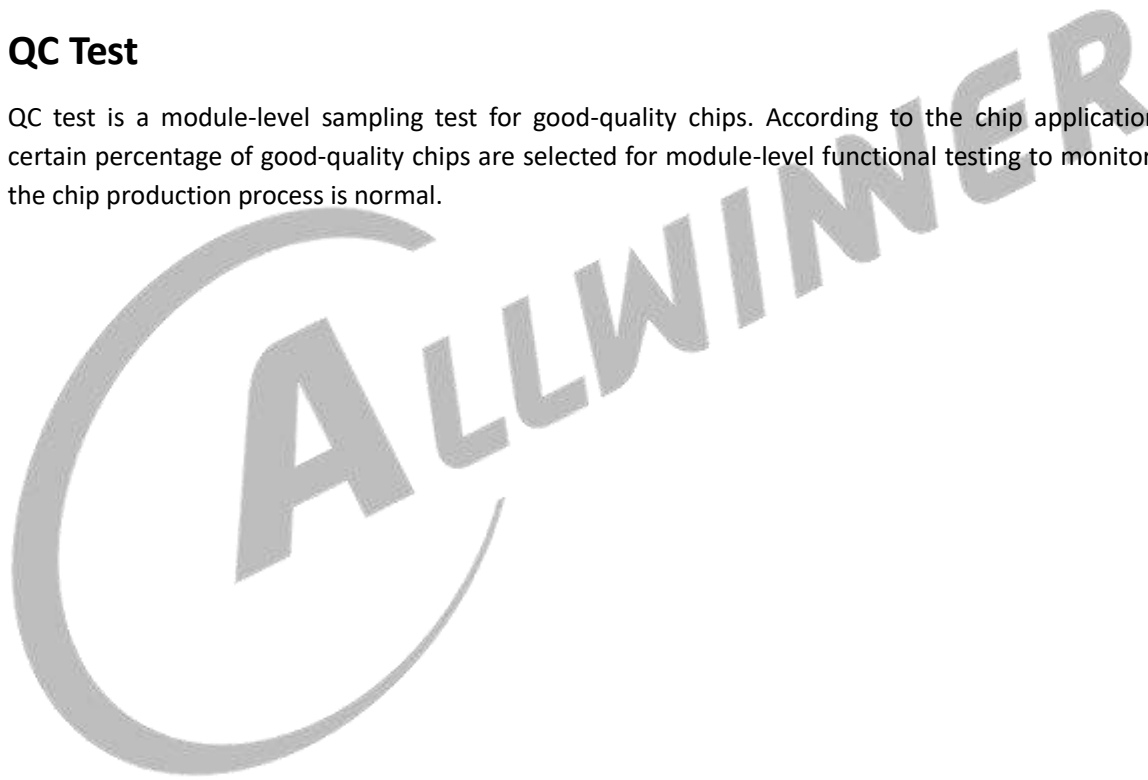 QC Test
QC test is a module-level sampling test for good-quality chips. According to the chip application
certain percentage of good-quality chips are selected for module-level functional testing to monitor
the chip production process is normal.
ALLWINNER